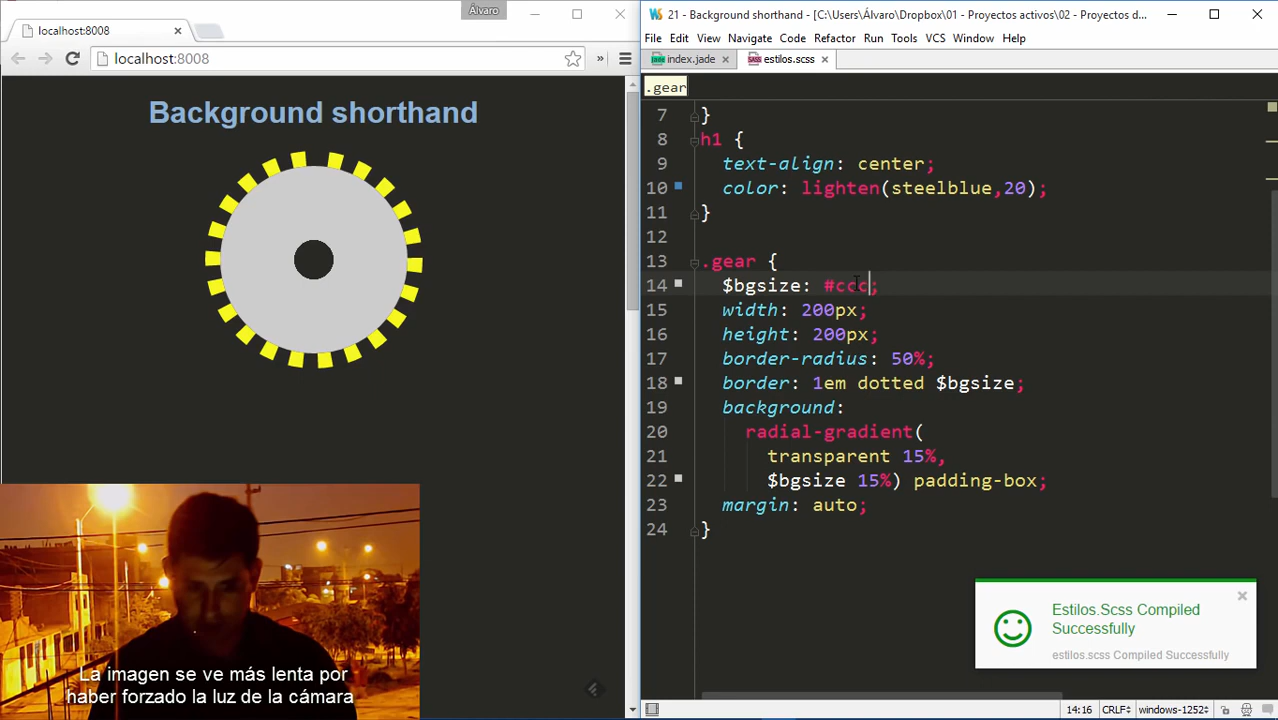 Álvaro
localhost:8008
localhost:8008
»
Background shorthand
La imagen se ve más lenta por
haber forzado la luz de la cámara
21 - Background shorthand - [C:\Users\Álvaro\Dropbox\01 - Proyectos activos\02 - Proyectos d...
File Edit View Navigate Code Refactor Run Tools VCS Window Help
index.jade estilos.scss
.gear
7 }
8 h1 {
9 text-align: center;
10 color: lighten(steelblue,20);
11 }
12
13 .gear {
14 $bgsize: #ccc;
15 width: 200px;
16 height: 200px;
17 border-radius: 50%;
18 border: 1em dotted $bgsize;
19 background:
20 radial-gradient(
21 transparent 15%,
22 $bgsize 15%) padding-box;
23 margin: auto;
24 }
Estilos.Scss Compiled
Successfully
estilos.scss Compiled Successfully
14:16 CRLF÷ windows-1252÷